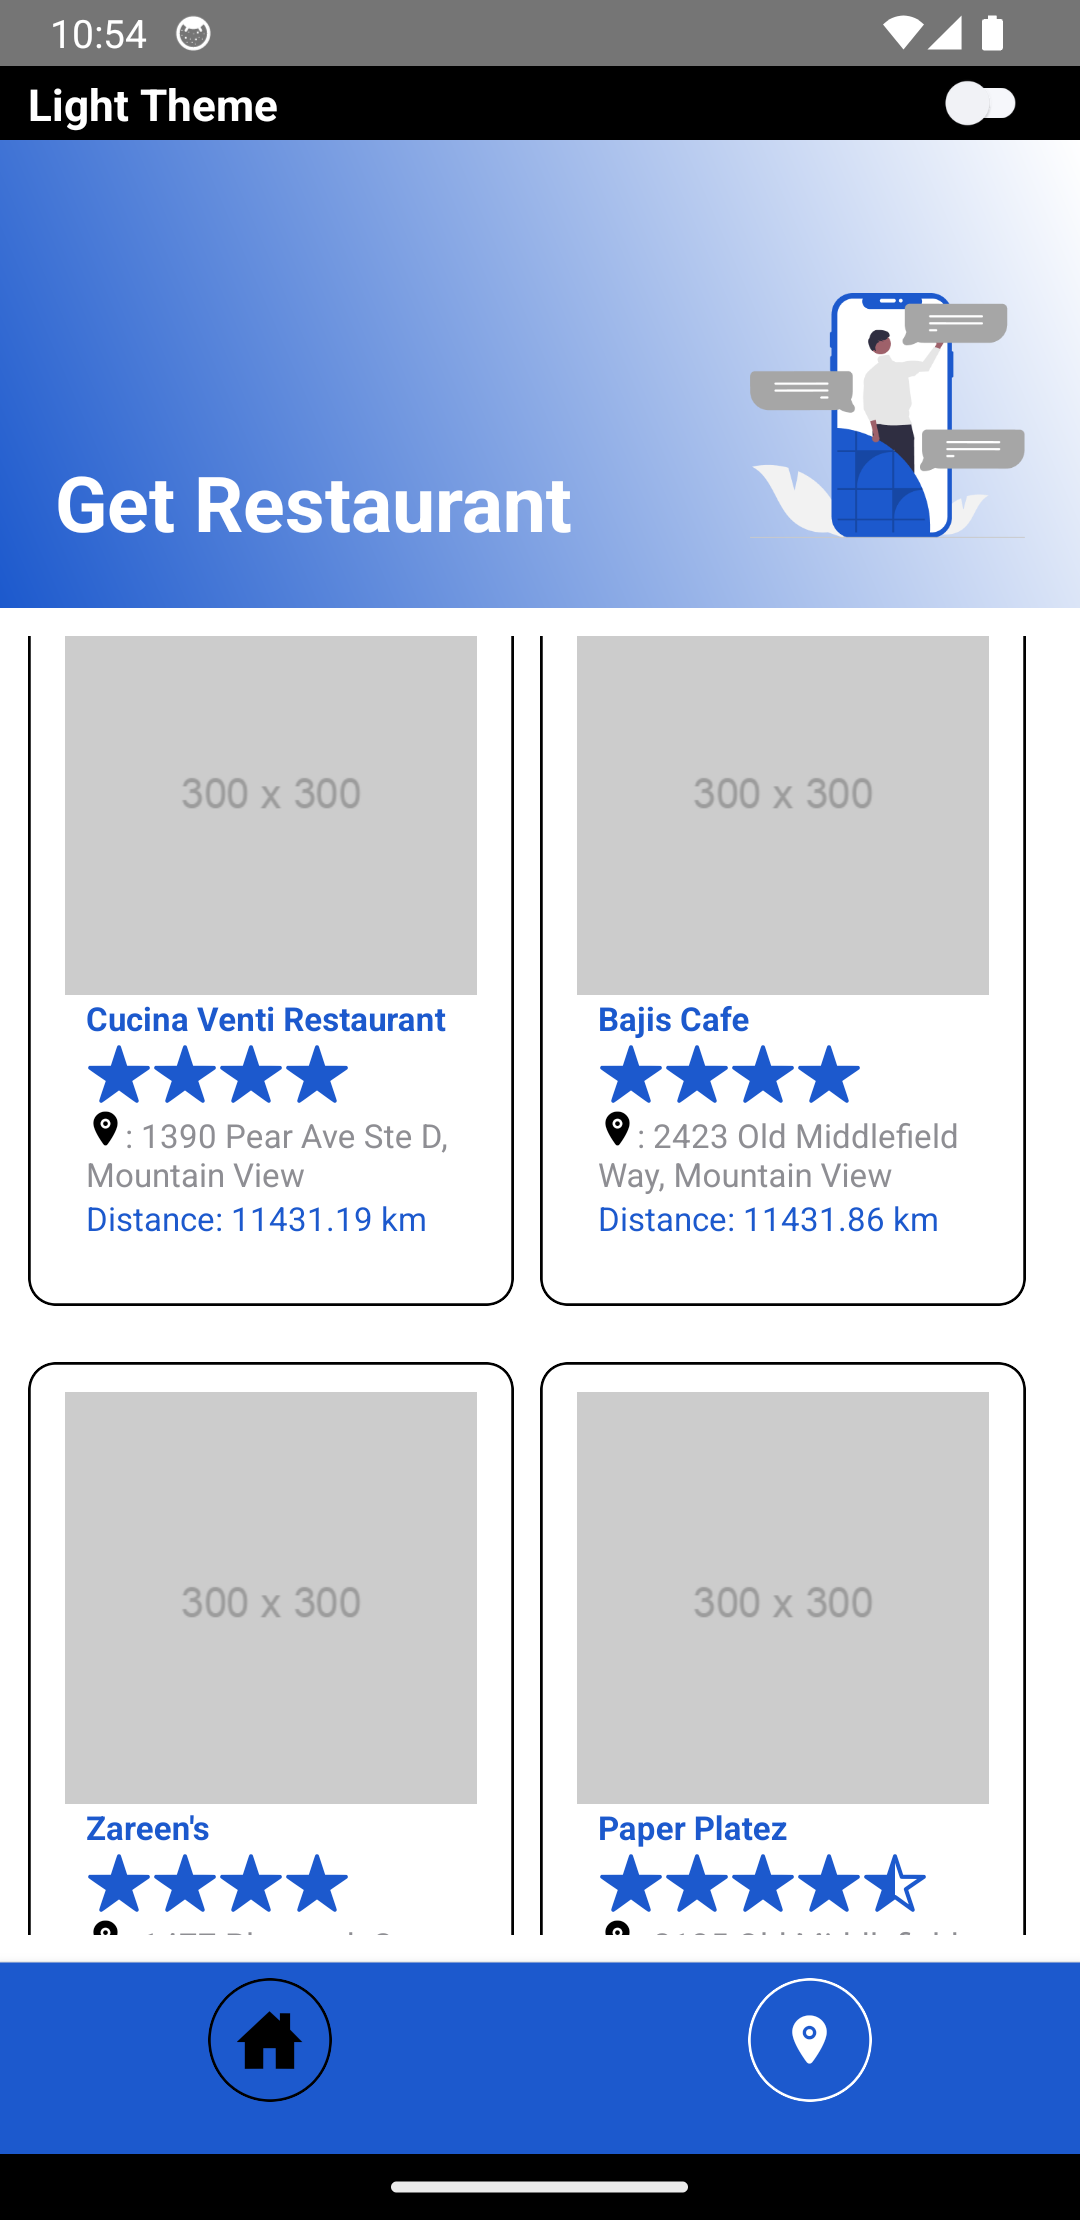 10:54
Light Theme
Get Restaurant
300 x 300
300 x 300
Cucina Venti Restaurant
Bajis Cafe
: 1390 Pear Ave Ste D,
Mountain View
: 2423 Old Middlefield
Way, Mountain View
Distance: 11431.19 km
Distance: 11431.86 km
300 x 300
300 x 300
Zareen's
Paper Platez